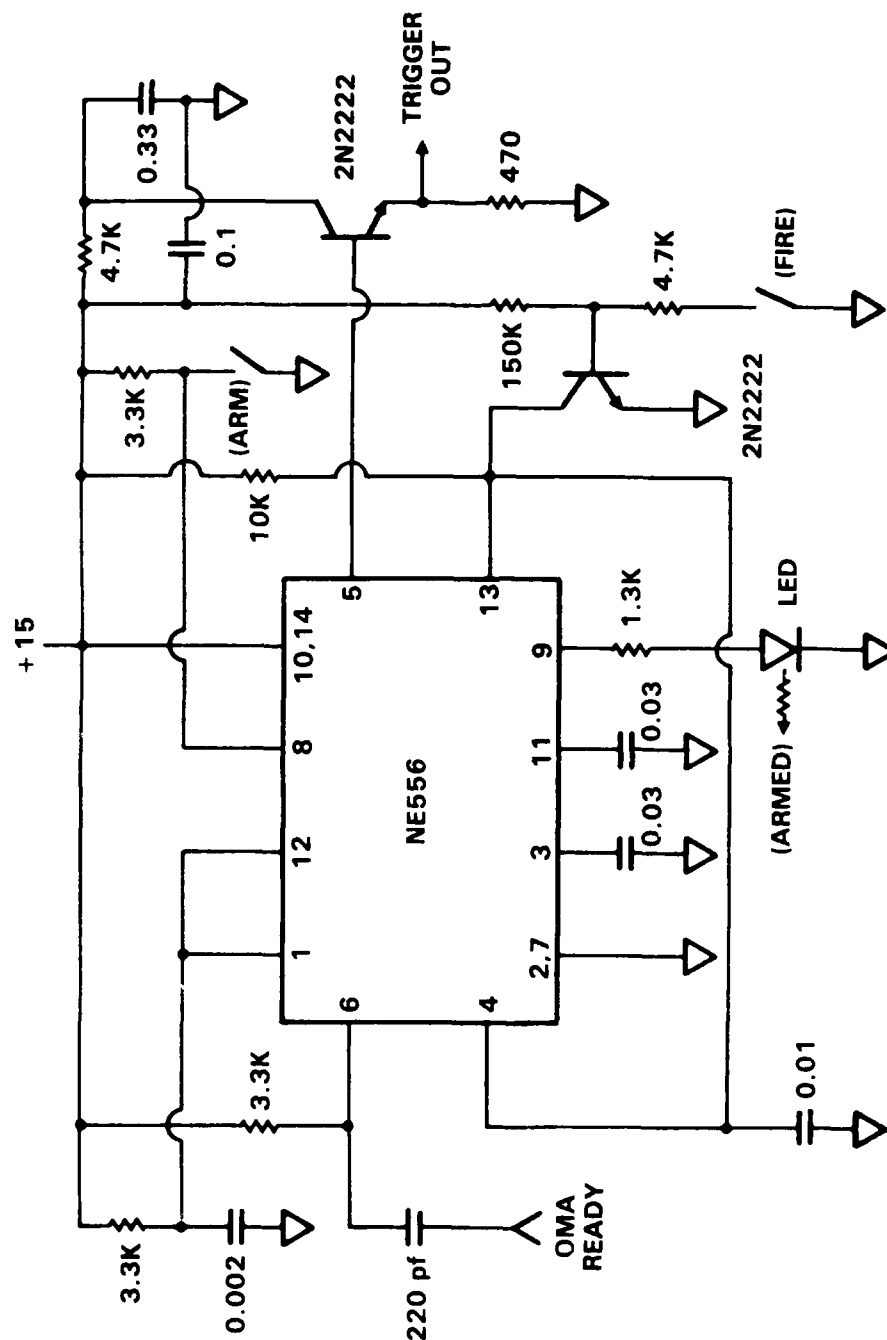 + 15
3.3K
0.002
3.3K
220 pf
OMA
READY
10K
3.3K
(ARM)
4.7K
0.1
0.33
2N2222
TRIGGER
OUT
470
150K
4.7K
(FIRE)
2N2222
NE556
1
12
8
10,14
6
4
5
13
2,7
3
11
9
0.03
0.03
1.3K
(ARMED)
LED
0.01